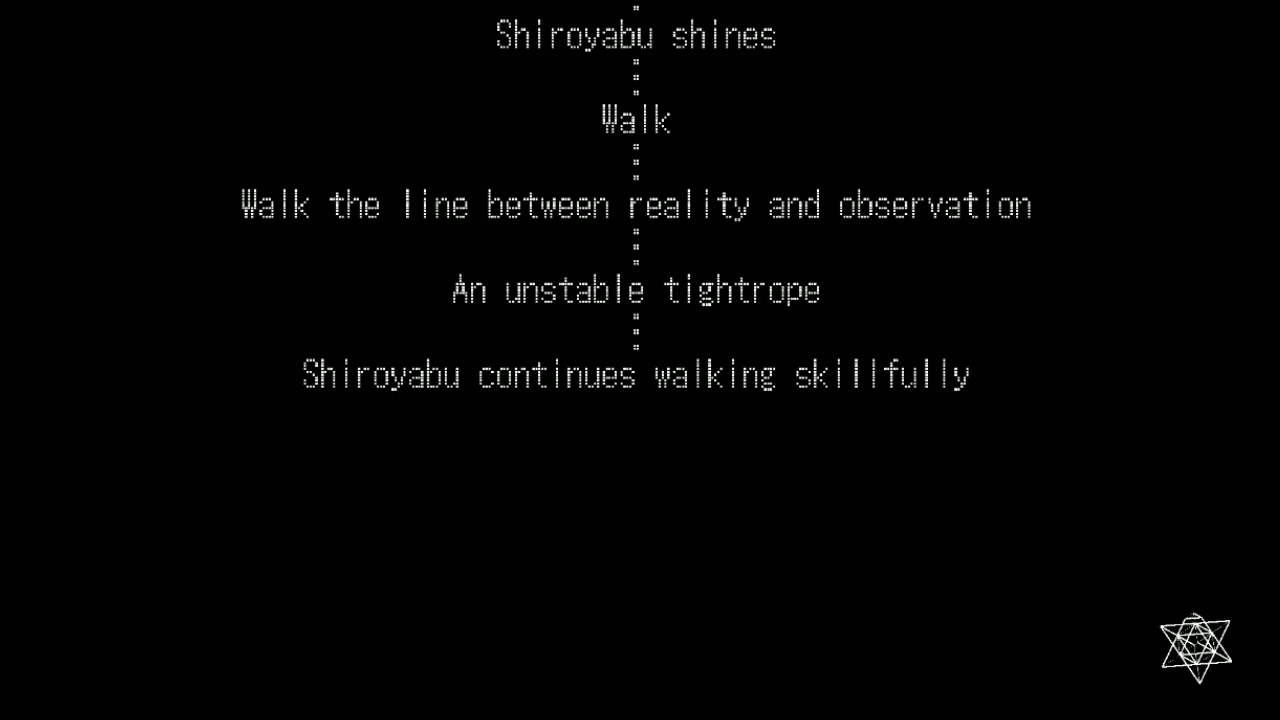 Shiroyabu shines
Walk
Walk the line between reality and observation
An unstable tightrope
Shiroyabu continues walking skillfully